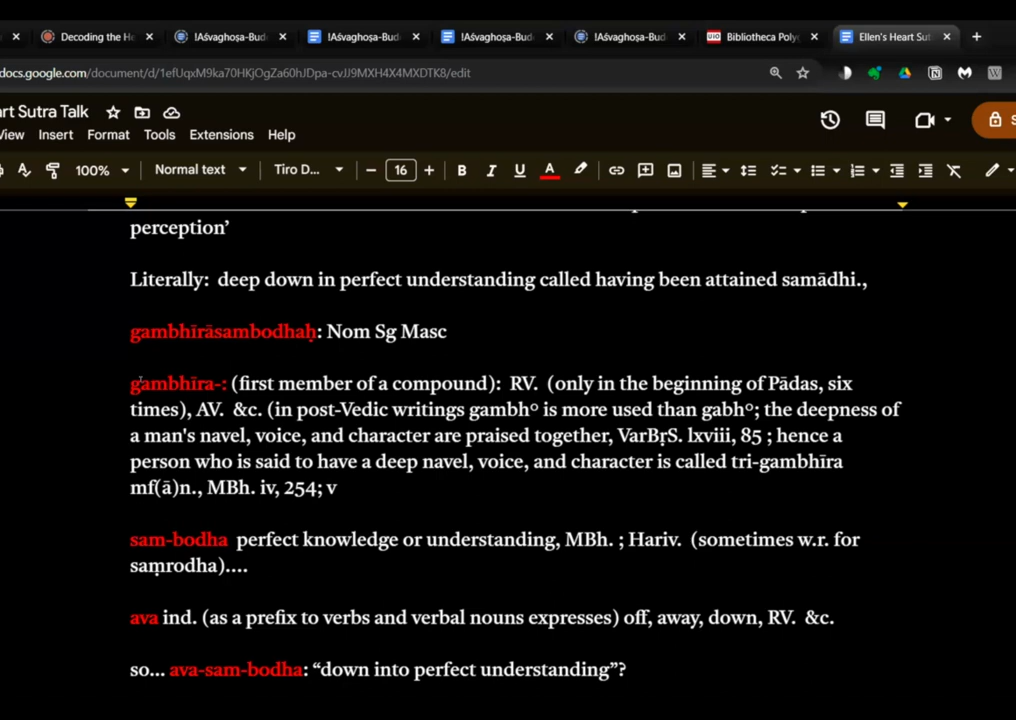 Decoding the He
!Aśvaghoṣa-Bud
!Aśvaghoṣa-Bud
!Aśvaghoṣa-Bud
!Aśvaghoṣa-Bud
UiO Bibliotheca Polyg
Ellen's Heart Sut
docs.google.com/document/d/1efUqxM9ka70HKjOgZa60hJDpa-cvJJ9MXH4X4MXDTK8/edit
rt Sutra Talk
View Insert Format Tools Extensions Help
100% Normal text Tiro D... − 16 + B I U A
perception’
Literally: deep down in perfect understanding called having been attained samādhi.,
gambhīrāsambodhaḥ: Nom Sg Masc
gambhīra-: (first member of a compound): RV. (only in the beginning of Pādas, six
times), AV. &c. (in post-Vedic writings gambh° is more used than gabh°; the deepness of
a man's navel, voice, and character are praised together, VarBṛS. lxviii, 85 ; hence a
person who is said to have a deep navel, voice, and character is called tri-gambhīra
mf(ā)n., MBh. iv, 254; v
sam-bodha perfect knowledge or understanding, MBh. ; Hariv. (sometimes w.r. for
saṃrodha)....
ava ind. (as a prefix to verbs and verbal nouns expresses) off, away, down, RV. &c.
so... ava-sam-bodha: “down into perfect understanding”?